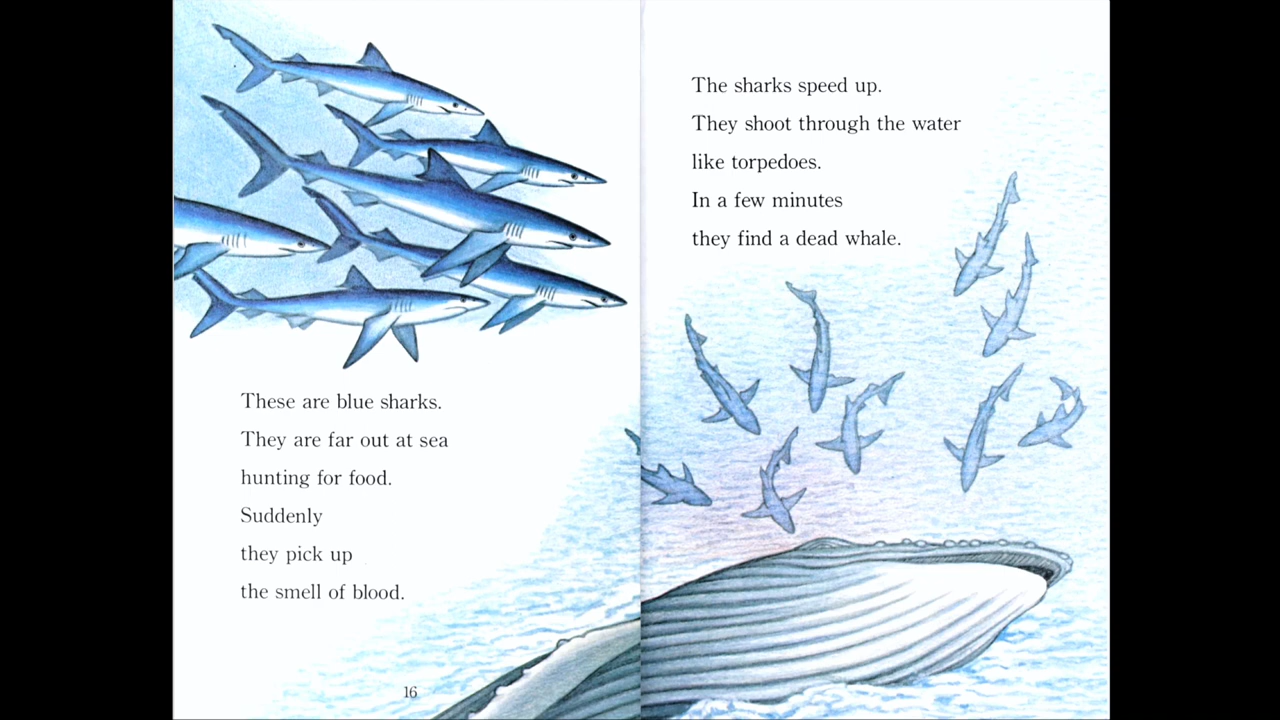 These are blue sharks.
They are far out at sea
hunting for food.
Suddenly
they pick up
the smell of blood.
16
The sharks speed up.
They shoot through the water
like torpedoes.
In a few minutes
they find a dead whale.